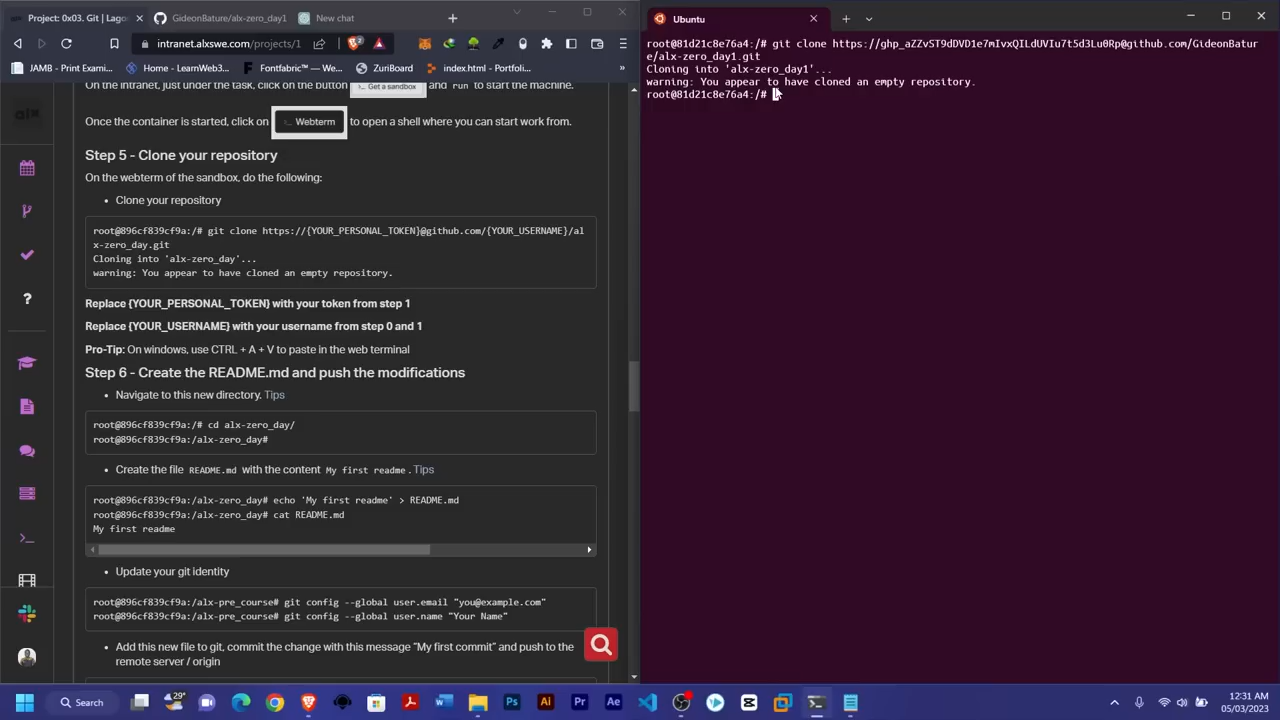 Project: 0x03. Git | Lago
GideonBature/alx-zero_day1
New chat
intranet.alxswe.com/projects/1
JAMB - Print Exami...
Home - LearnWeb3...
Fontfabric™ — We...
ZuriBoard
index.html - Portfolio...
On the intranet, just under the task, click on the button >_ Get a sandbox and run to start the machine.
Once the container is started, click on >_ Webterm to open a shell where you can start work from.
Step 5 - Clone your repository
On the webterm of the sandbox, do the following:
• Clone your repository
root@896cf839cf9a:/# git clone https://{YOUR_PERSONAL_TOKEN}@github.com/{YOUR_USERNAME}/al
x-zero_day.git
Cloning into 'alx-zero_day'...
warning: You appear to have cloned an empty repository.
Replace {YOUR_PERSONAL_TOKEN} with your token from step 1
Replace {YOUR_USERNAME} with your username from step 0 and 1
Pro-Tip: On windows, use CTRL + A + V to paste in the web terminal
Step 6 - Create the README.md and push the modifications
• Navigate to this new directory. Tips
root@896cf839cf9a:/# cd alx-zero_day/
root@896cf839cf9a:/alx-zero_day#
• Create the file README.md with the content My first readme. Tips
root@896cf839cf9a:/alx-zero_day# echo 'My first readme' > README.md
root@896cf839cf9a:/alx-zero_day# cat README.md
My first readme
• Update your git identity
root@896cf839cf9a:/alx-pre_course# git config --global user.email "you@example.com"
root@896cf839cf9a:/alx-pre_course# git config --global user.name "Your Name"
• Add this new file to git, commit the change with this message "My first commit" and push to the
remote server / origin
Ubuntu
root@81d21c8e76a4:/# git clone https://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@github.com/GideonBatur
e/alx-zero_day1.git
Cloning into 'alx-zero_day1'...
warning: You appear to have cloned an empty repository.
root@81d21c8e76a4:/#
Search
29°
12:31 AM
05/03/2023